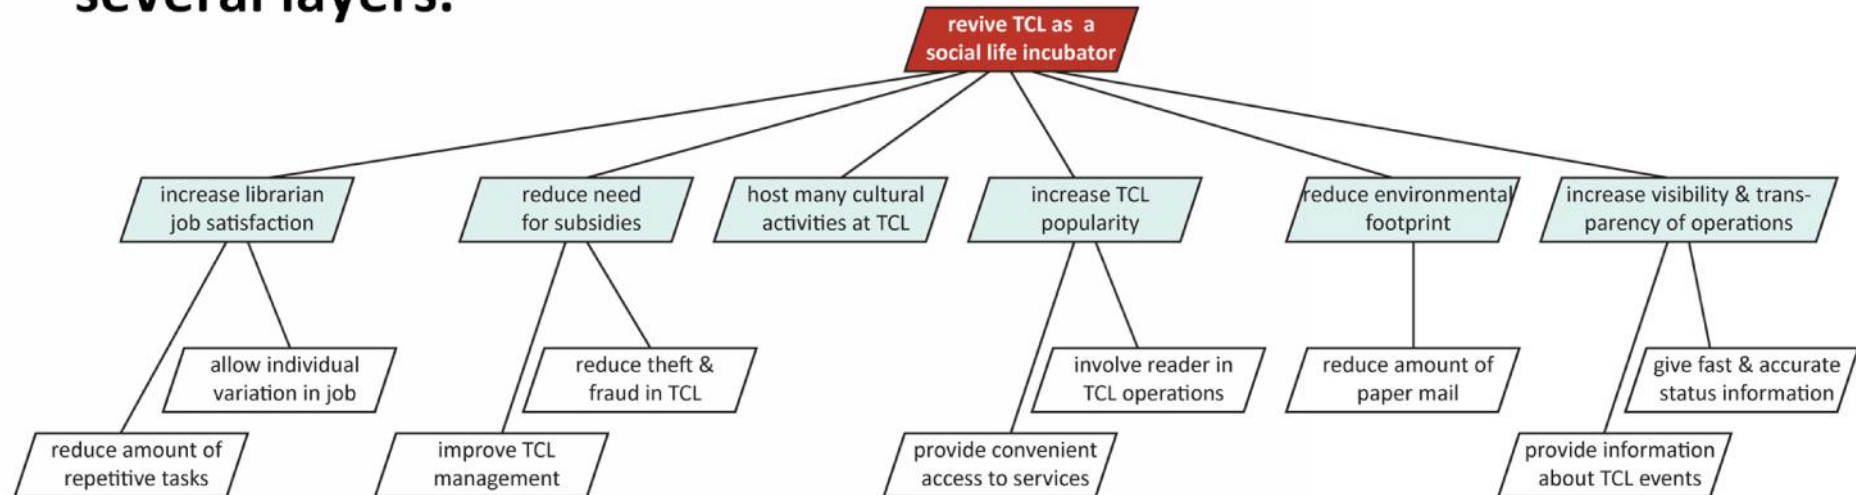 several layers.
revive TCL as a
social life incubator
increase librarian
job satisfaction
reduce need
for subsidies
host many cultural
activities at TCL
increase TCL
popularity
reduce environmental
footprint
increase visibility & trans-
parency of operations
allow individual
variation in job
reduce theft &
fraud in TCL
involve reader in
TCL operations
reduce amount of
paper mail
give fast & accurate
status information
reduce amount of
repetitive tasks
improve TCL
management
provide convenient
access to services
provide information
about TCL events